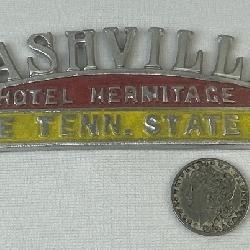 ASHVILL
HOTEL HERMITAGE
E TENN. STATE